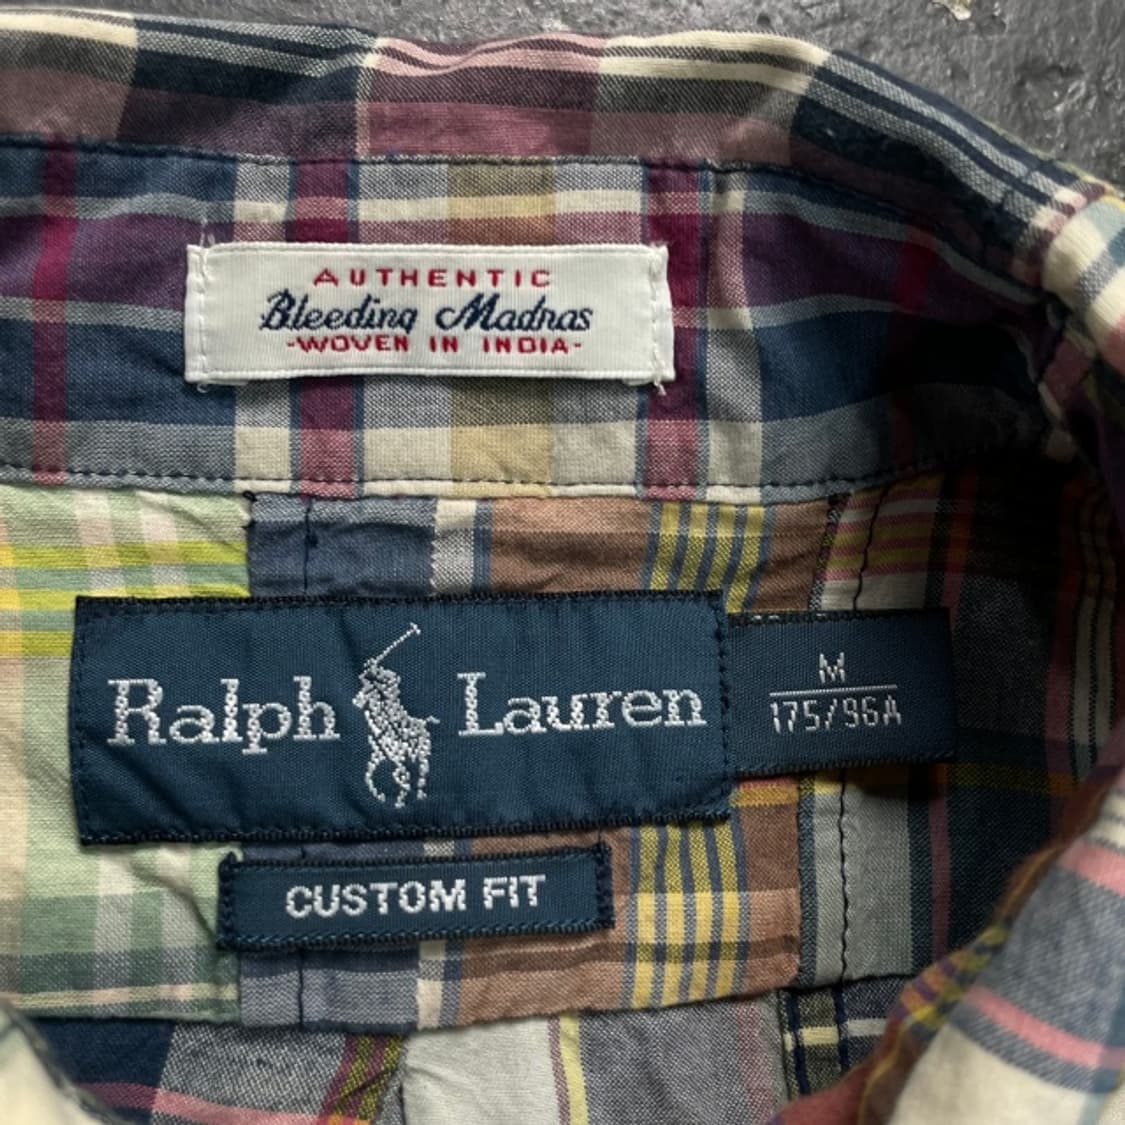 AUTHENTIC
Bleeding Madras
-WOVEN IN INDIA-
Ralph Lauren
M
175/96A
CUSTOM FIT